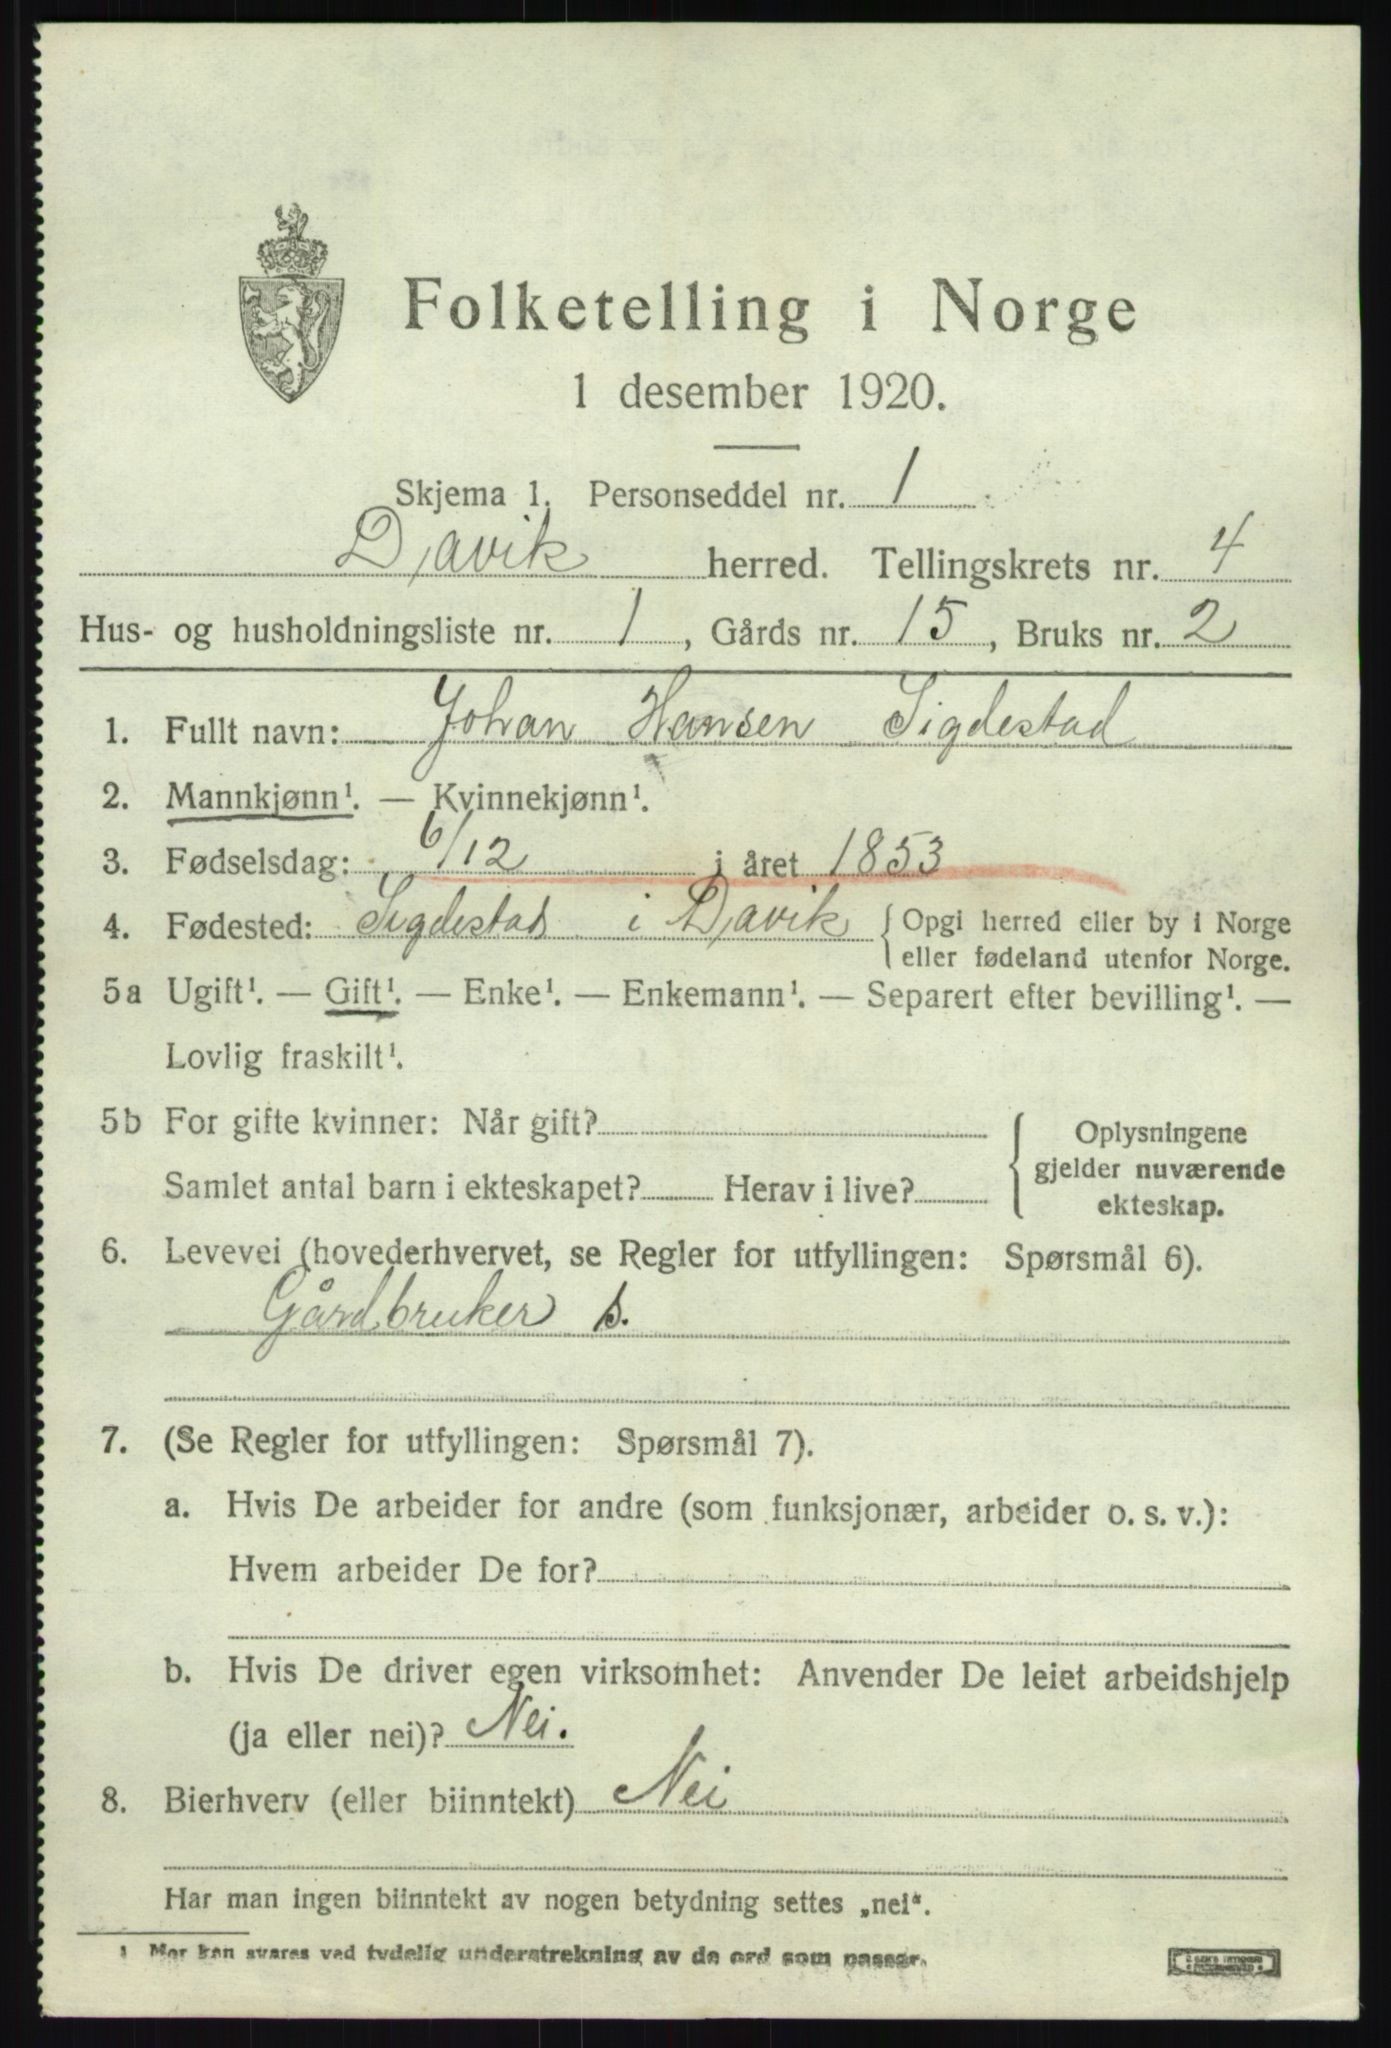 Folketelling i Norge
1 desember 1920.
Skjema 1. Personseddel nr. 1
Davik herred. Tellingskrets nr. 4
Hus- og husholdningsliste nr. 1, Gårds nr. 15, Bruks nr. 2
1. Fullt navn: Johan Hansen Sigdestad
2. Mannkjønn¹. — Kvinnekjønn¹.
3. Fødselsdag: 6/12 i året 1853
4. Fødested: Sigdestad i Davik { Opgi herred eller by i Norge
eller fødeland utenfor Norge.
5a Ugift¹. — Gift¹. — Enke¹. — Enkemann¹. — Separert efter bevilling¹. —
Lovlig fraskilt¹.
5b For gifte kvinner: Når gift?
Samlet antal barn i ekteskapet? Herav i live?
Oplysningene
gjelder nuværende
ekteskap.
6. Levevei (hovederhvervet, se Regler for utfyllingen: Spørsmål 6).
Gårdbruker s.
7. (Se Regler for utfyllingen: Spørsmål 7).
a. Hvis De arbeider for andre (som funksjonær, arbeider o. s. v.):
Hvem arbeider De for?
b. Hvis De driver egen virksomhet: Anvender De leiet arbeidshjelp
(ja eller nei)? Nei.
8. Bierhverv (eller biinntekt) Nei
Har man ingen biinntekt av nogen betydning settes „nei“.
¹ Mer kan svares ved tydelig understrekning av de ord som passer.